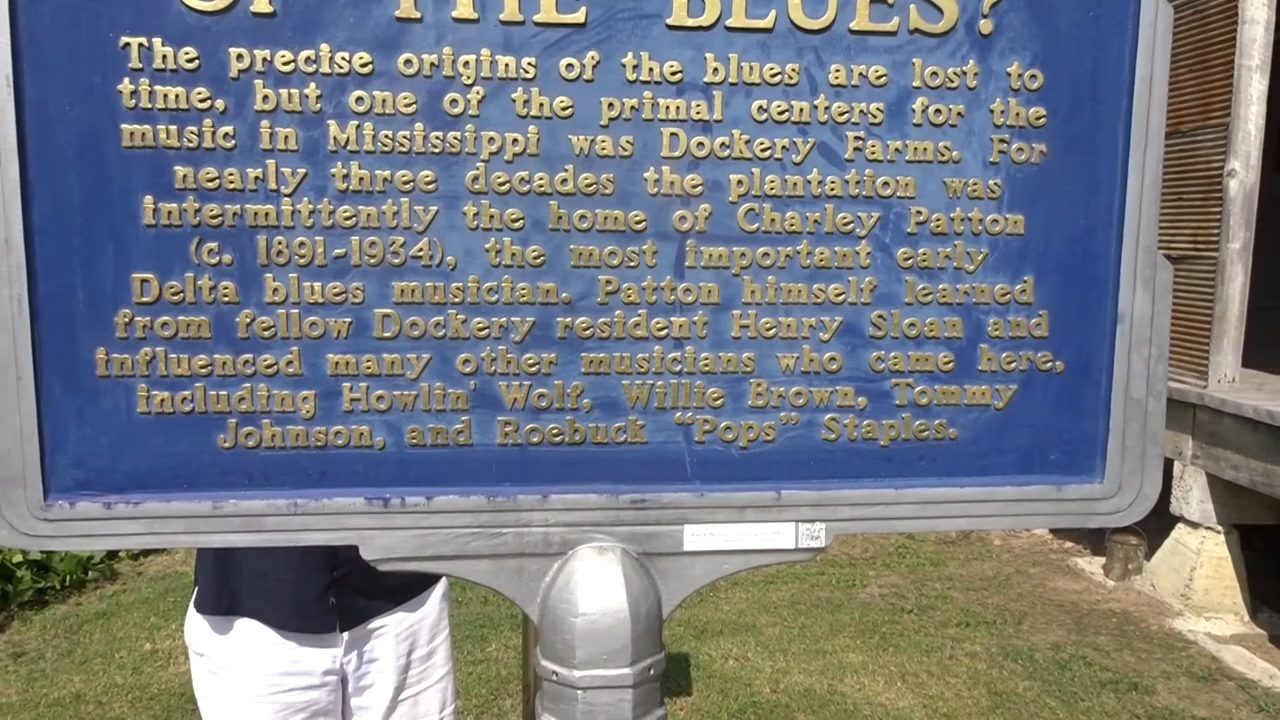 OF THE BLUES?
The precise origins of the blues are lost to
time, but one of the primal centers for the
music in Mississippi was Dockery Farms. For
nearly three decades the plantation was
intermittently the home of Charley Patton
(c. 1891-1934), the most important early
Delta blues musician. Patton himself learned
from fellow Dockery resident Henry Sloan and
influenced many other musicians who came here,
including Howlin' Wolf, Willie Brown, Tommy
Johnson, and Roebuck “Pops” Staples.